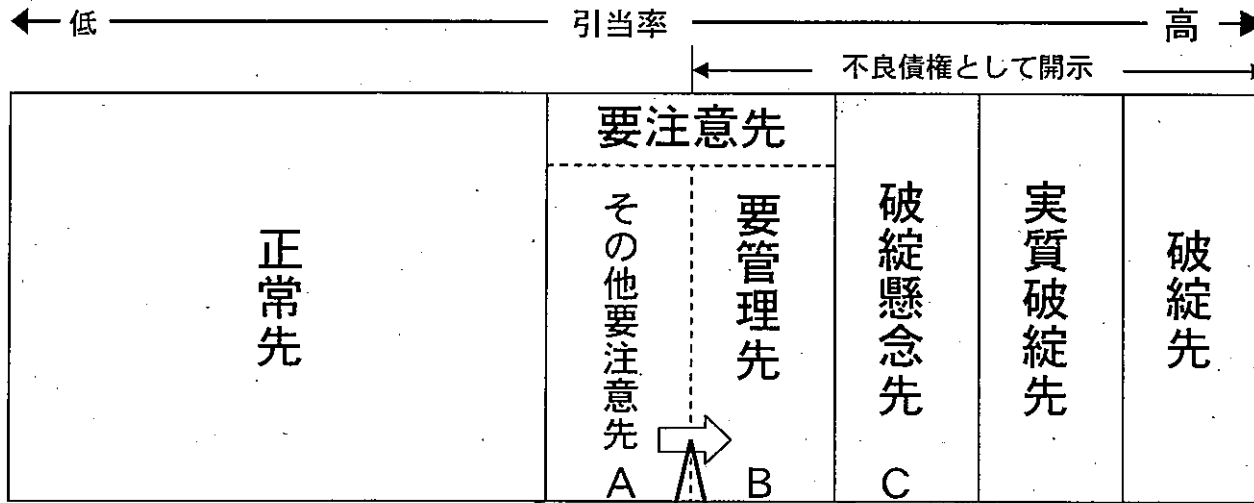 低 引当率 高
不良債権として開示
要注意先
正常先
その他要注意先
要管理先
破綻懸念先
実質破綻先
破綻先
A
B
C